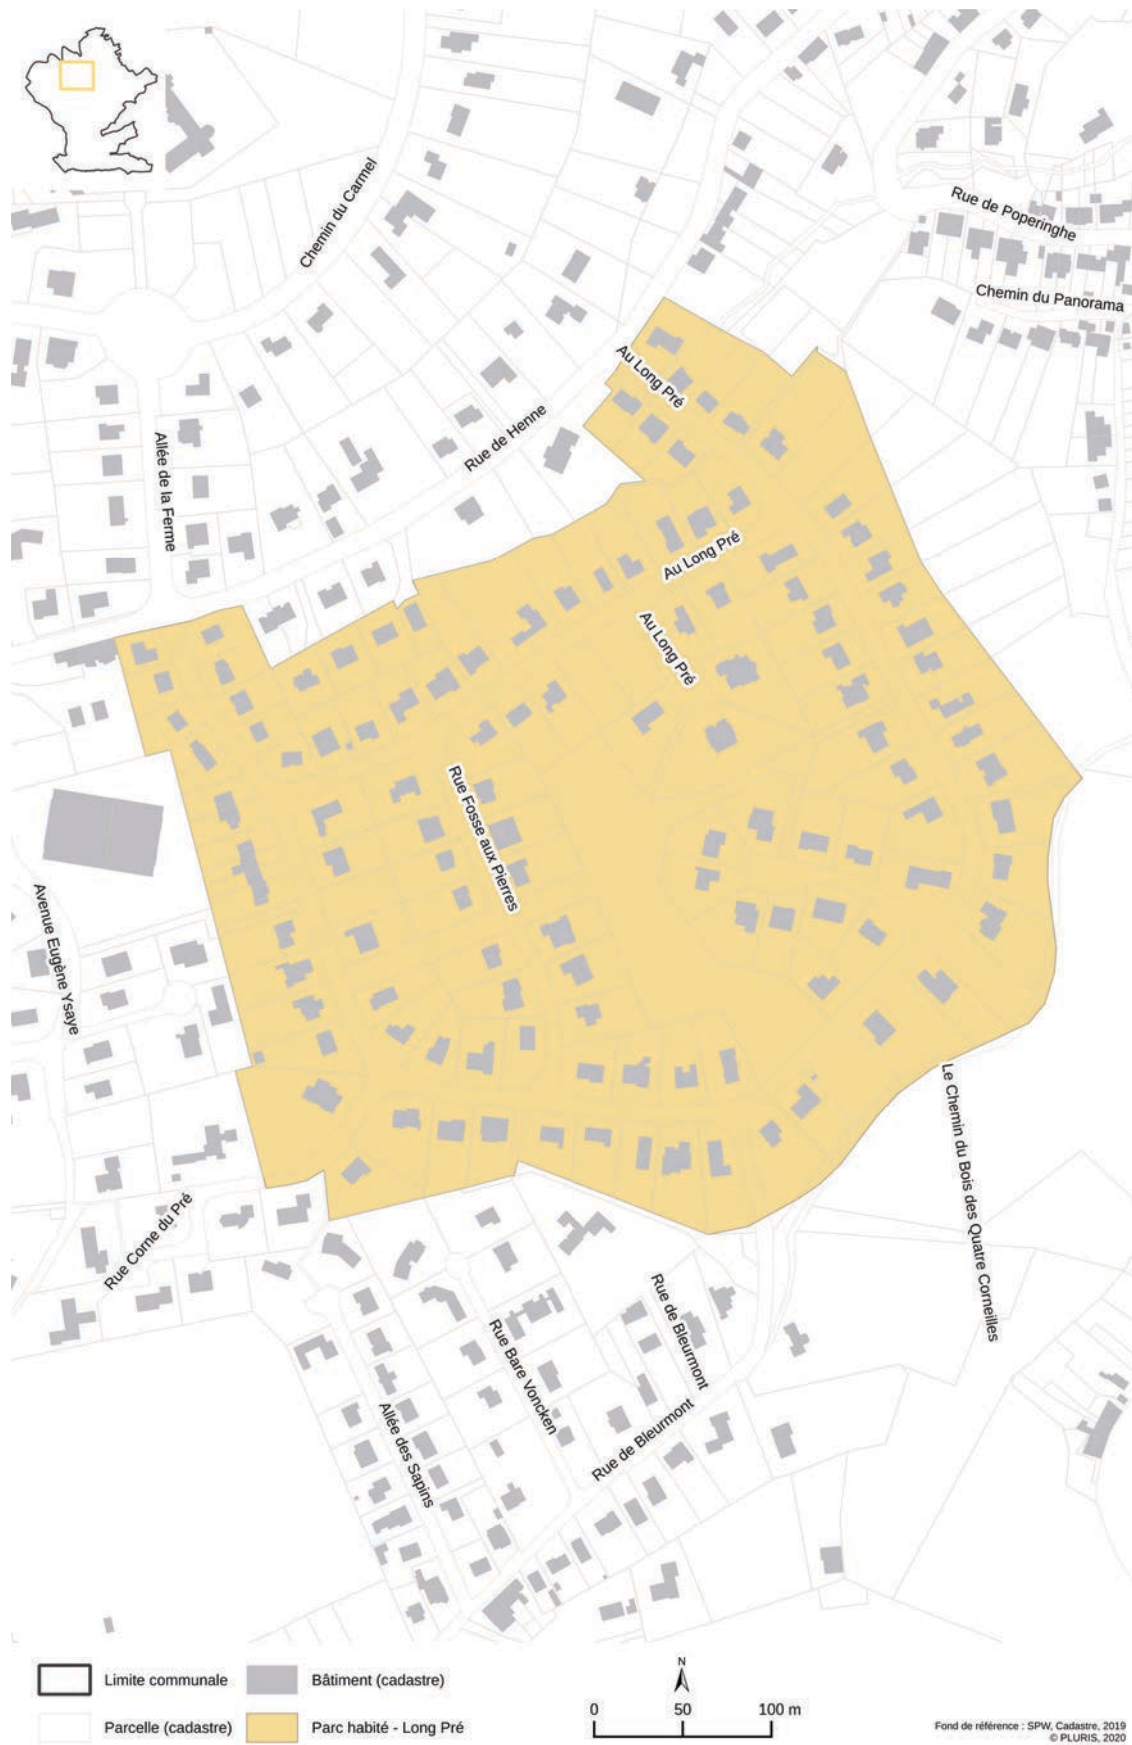 Chemin du Carmel
Rue de Poperinghe
Chemin du Panorama
Au Long Pré
Rue de Henne
Allée de la Ferme
Au Long Pré
Au Long Pré
Rue Fosse aux Pierres
Avenue Eugène Ysaye
Le Chemin du Bois des Quatre Corneilles
Rue Corne du Pré
Rue de Bleurmont
Rue Bare Voncken
Allée des Sapins
Rue de Bleurmont
Limite communale
Bâtiment (cadastre)
Parcelle (cadastre)
Parc habité - Long Pré
N
0 50 100 m
Fond de référence : SPW, Cadastre, 2019
© PLURIS, 2020